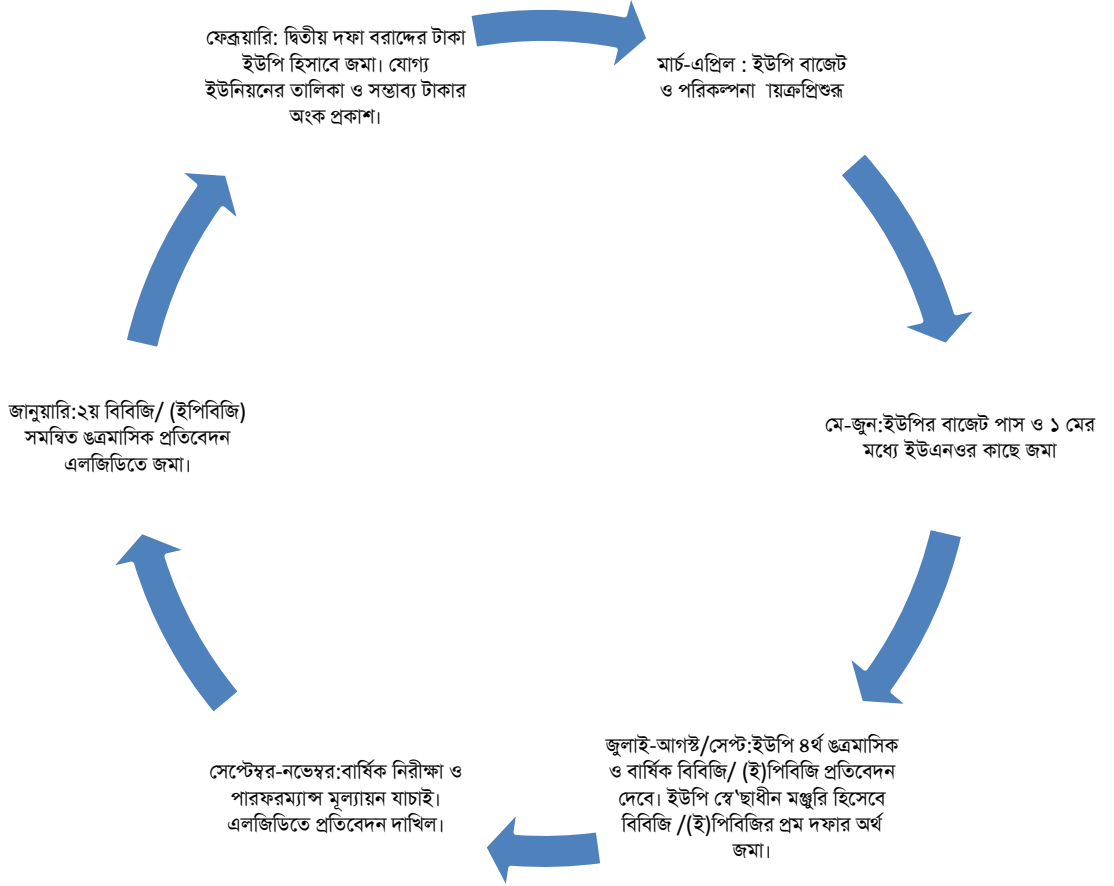 ফেব্রুয়ারি: দ্বিতীয় দফা বরাদ্দের টাকা
ইউপি হিসাবে জমা। যোগ্য
ইউনিয়নের তালিকা ও সম্ভাব্য টাকার
অংক প্রকাশ।
মার্চ-এপ্রিল : ইউপি বাজেট
ও পরিকল্পনা ায়ক্রপ্রিশুরূ
মে-জুন:ইউপির বাজেট পাস ও ১ মের
মধ্যে ইউএনওর কাছে জমা
জুলাই-আগস্ট/সেপ্ট:ইউপি ৪র্থ ঙত্রমাসিক
ও বার্ষিক বিবিজি/ (ই)পিবিজি প্রতিবেদন
দেবে। ইউপি স্বে‘ছাধীন মঞ্জুরি হিসেবে
বিবিজি /(ই)পিবিজির প্রম দফার অর্থ
জমা।
সেপ্টেম্বর-নভেম্বর:বার্ষিক নিরীক্ষা ও
পারফরম্যান্স মূল্যায়ন যাচাই।
এলজিডিতে প্রতিবেদন দাখিল।
জানুয়ারি:২য় বিবিজি/ (ইপিবিজি)
সমন্বিত ঙত্রমাসিক প্রতিবেদন
এলজিডিতে জমা।